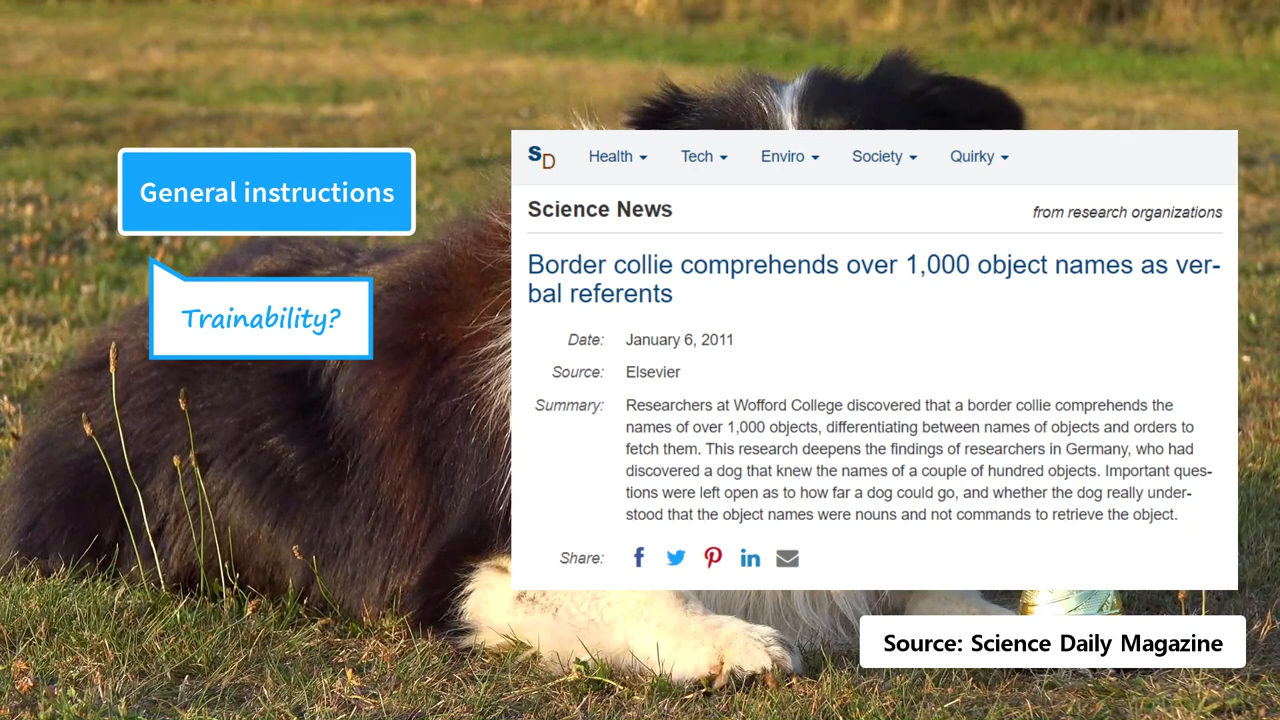 General instructions
Trainability?
SD
Health
Tech
Enviro
Society
Quirky
Science News
from research organizations
Border collie comprehends over 1,000 object names as ver-
bal referents
Date: January 6, 2011
Source: Elsevier
Summary: Researchers at Wofford College discovered that a border collie comprehends the
names of over 1,000 objects, differentiating between names of objects and orders to
fetch them. This research deepens the findings of researchers in Germany, who had
discovered a dog that knew the names of a couple of hundred objects. Important ques-
tions were left open as to how far a dog could go, and whether the dog really under-
stood that the object names were nouns and not commands to retrieve the object.
Share: f in
Source: Science Daily Magazine